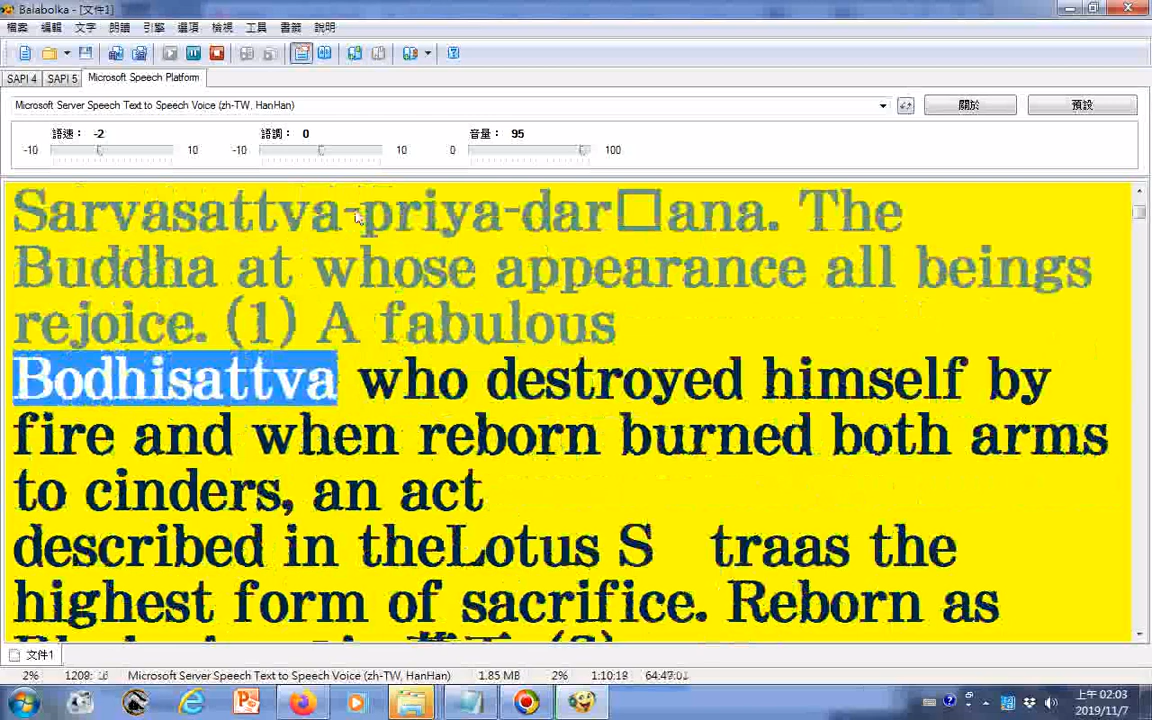 Balabolka - [文件1]
檔案 編輯 文字 朗讀 引擎 選項 檢視 工具 書籤 說明
SAPI 4 SAPI 5 Microsoft Speech Platform
Microsoft Server Speech Text to Speech Voice (zh-TW, HanHan) 關於 預設
語速： -2 語調： 0 音量： 95
-10 10 -10 10 0 100
Sarvasattva-priya-dar□ana. The
Buddha at whose appearance all beings
rejoice. (1) A fabulous
Bodhisattva who destroyed himself by
fire and when reborn burned both arms
to cinders, an act
described in theLotus S traas the
highest form of sacrifice. Reborn as
文件1
2% Microsoft Server Speech Text to Speech Voice (zh-TW, HanHan) 1.85 MB 2% 1:10:18
上午 02:03
2019/11/7